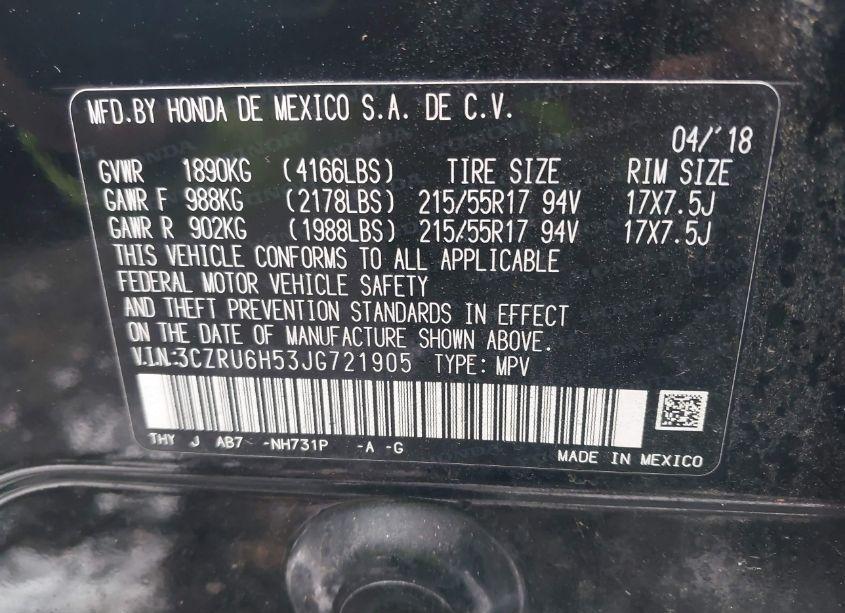 MFD.BY HONDA DE MEXICO S.A. DE C.V.
04/'18
GVWR 1890KG (4166LBS) TIRE SIZE RIM SIZE
GAWR F 988KG (2178LBS) 215/55R17 94V 17X7.5J
GAWR R 902KG (1988LBS) 215/55R17 94V 17X7.5J
THIS VEHICLE CONFORMS TO ALL APPLICABLE
FEDERAL MOTOR VEHICLE SAFETY
AND THEFT PREVENTION STANDARDS IN EFFECT
ON THE DATE OF MANUFACTURE SHOWN ABOVE.
V.I.N:3CZRU6H53JG721905 TYPE: MPV
THY J AB7 -NH731P -A -G
MADE IN MEXICO